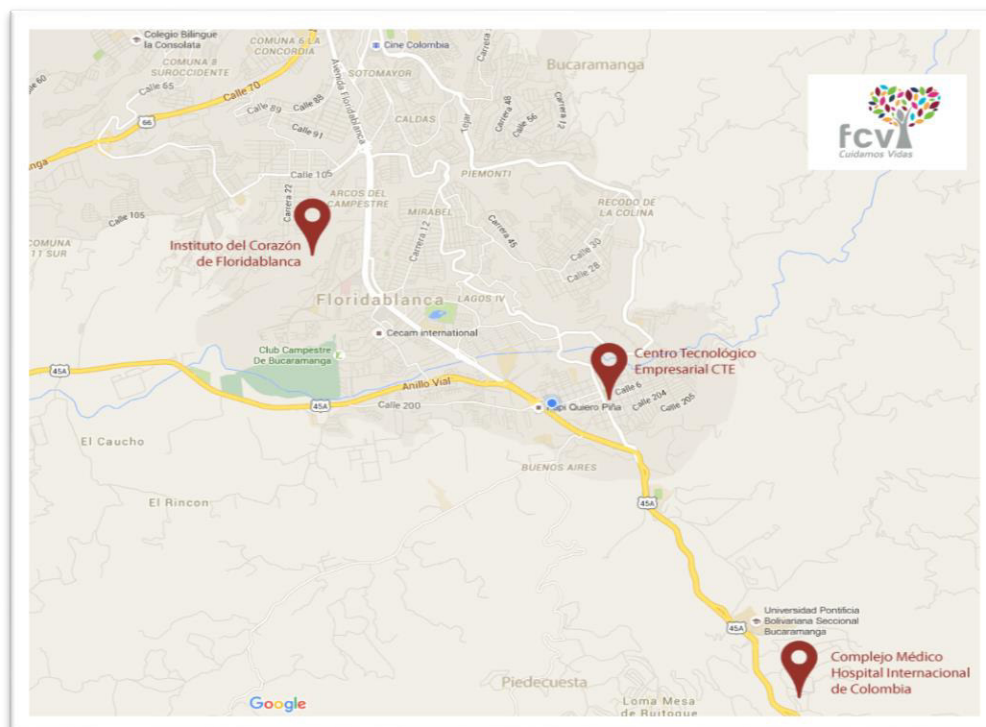 Colegio Bilingue
la Consolata
COMUNA 6 LA
CONCORDIA
Cine Colombia
Carrera
Bucaramanga
COMUNA 8
SUROCCIDENTE
SOTOMAYOR
Avenida Floridablanca
Calle 65
Calle 70
Calle 89
Calle 88
Calle 91
66
CALDAS
Tejar
Carrera 48
Calle 56
Carrera 12
fcv
Cuidamos Vidas
Calle 105
PIEMONTI
Carrera 22
ARCOS DEL
CAMPESTRE
MIRABEL
RECODO DE
LA COLINA
Calle 105
Carrera 12
Carrera 45
COMUNA
11 SUR
Instituto del Corazón
de Floridablanca
Calle 30
Calle 28
Floridablanca
LAGOS IV
Cecam international
Club Campestre
De Bucaramanga
Centro Tecnológico
Empresarial CTE
45A
Anillo Vial
Calle 6
45A
Calle 200
Quiero Piña
Calle 204
Calle 205
El Caucho
BUENOS AIRES
El Rincon
45A
Universidad Pontificia
Bolivariana Seccional
Bucaramanga
45A
Complejo Médico
Hospital Internacional
de Colombia
Piedecuesta
Google
Loma Mesa
de Ruitoque